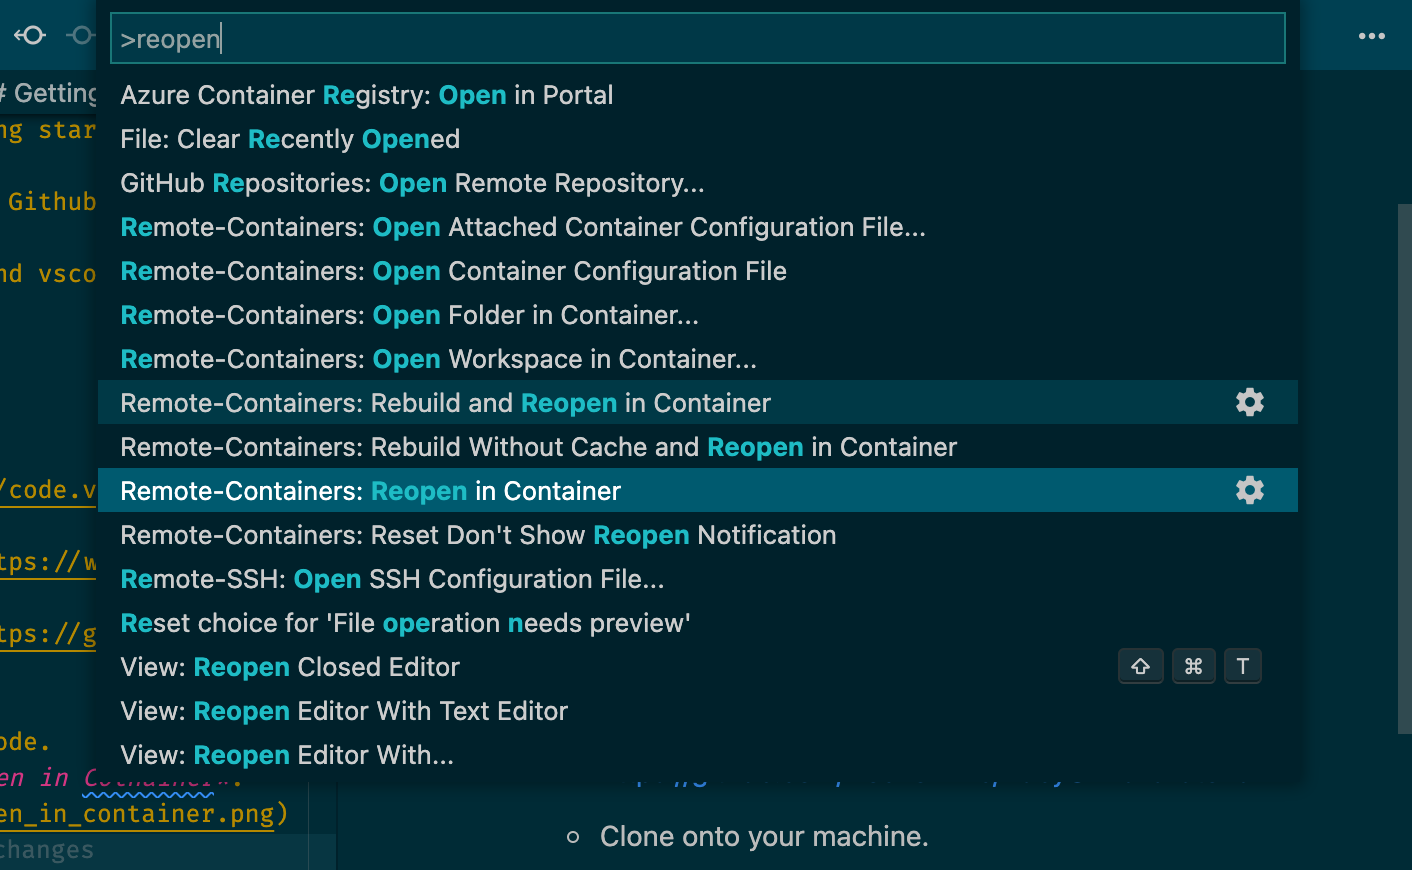 >reopen
# Getting
ng star
Github
nd vsco
/code.v
tps://w
tps://g
ode.
en in Container*.
en_in_container.png)
changes
Azure Container Registry: Open in Portal
File: Clear Recently Opened
GitHub Repositories: Open Remote Repository...
Remote-Containers: Open Attached Container Configuration File...
Remote-Containers: Open Container Configuration File
Remote-Containers: Open Folder in Container...
Remote-Containers: Open Workspace in Container...
Remote-Containers: Rebuild and Reopen in Container
Remote-Containers: Rebuild Without Cache and Reopen in Container
Remote-Containers: Reopen in Container
Remote-Containers: Reset Don't Show Reopen Notification
Remote-SSH: Open SSH Configuration File...
Reset choice for 'File operation needs preview'
View: Reopen Closed Editor ⇧ ⌘ T
View: Reopen Editor With Text Editor
View: Reopen Editor With...
Clone onto your machine.